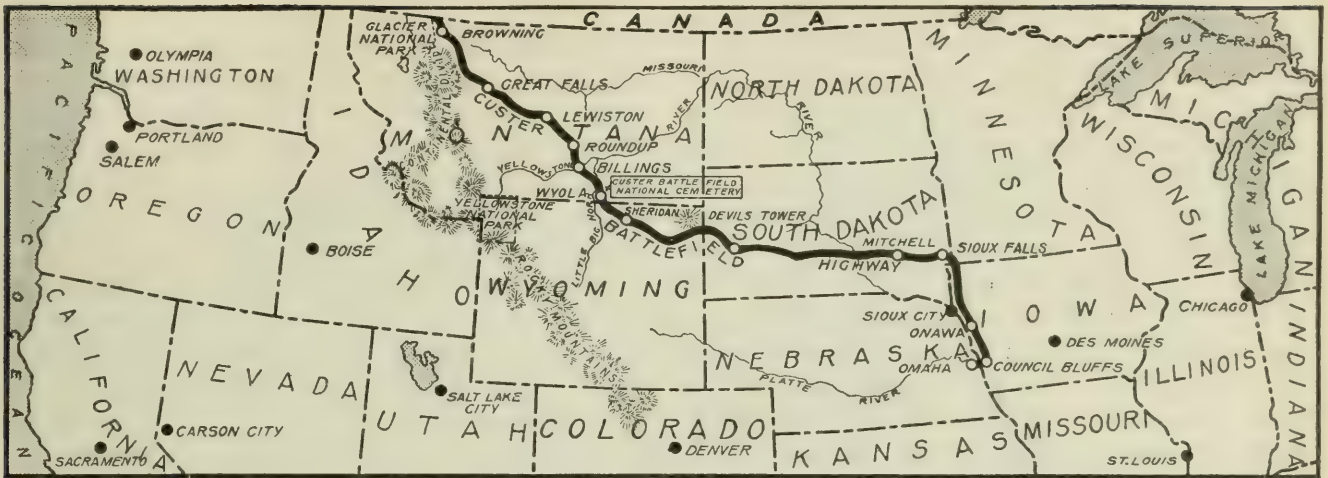 CANADA
PACIFIC OCEAN
OLYMPIA
WASHINGTON
PORTLAND
SALEM
OREGON
IDAHO
BOISE
CALIFORNIA
SACRAMENTO
NEVADA
CARSON CITY
UTAH
SALT LAKE
CITY
GLACIER
NATIONAL
PARK
BROWNING
GREAT FALLS
MISSOURI
RIVER
MONTANA
LEWISTON
ROUNDUP
BILLINGS
YELLOWSTONE
RIVER
WYOLA
CUSTER BATTLE FIELD
NATIONAL CEMETERY
YELLOWSTONE
NATIONAL
PARK
LITTLE BIG HORN
SHERIDAN
DEVILS TOWER
CUSTER
BATTLEFIELD
HIGHWAY
WYOMING
ROCKY MOUNTAINS
COLORADO
DENVER
NORTH DAKOTA
SOUTH DAKOTA
MITCHELL
SIOUX FALLS
SIOUX CITY
ONAWA
OMAHA
COUNCIL BLUFFS
NEBRASKA
PLATTE
RIVER
KANSAS
MINNESOTA
IOWA
DES MOINES
MISSOURI
ST. LOUIS
WISCONSIN
LAKE SUPERIOR
MICHIGAN
LAKE MICHIGAN
CHICAGO
ILLINOIS
INDIANA